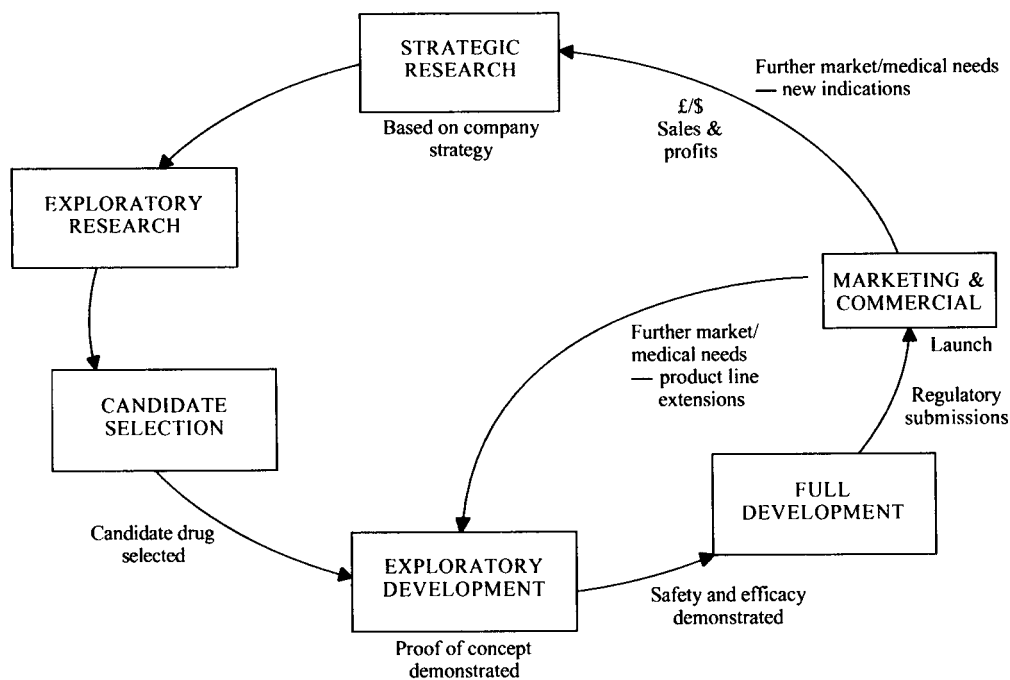 STRATEGIC
RESEARCH
Based on company
strategy
Further market/medical needs
— new indications
£/$
Sales &
profits
EXPLORATORY
RESEARCH
MARKETING &
COMMERCIAL
Launch
Further market/
medical needs
— product line
extensions
Regulatory
submissions
CANDIDATE
SELECTION
FULL
DEVELOPMENT
Candidate drug
selected
EXPLORATORY
DEVELOPMENT
Safety and efficacy
demonstrated
Proof of concept
demonstrated